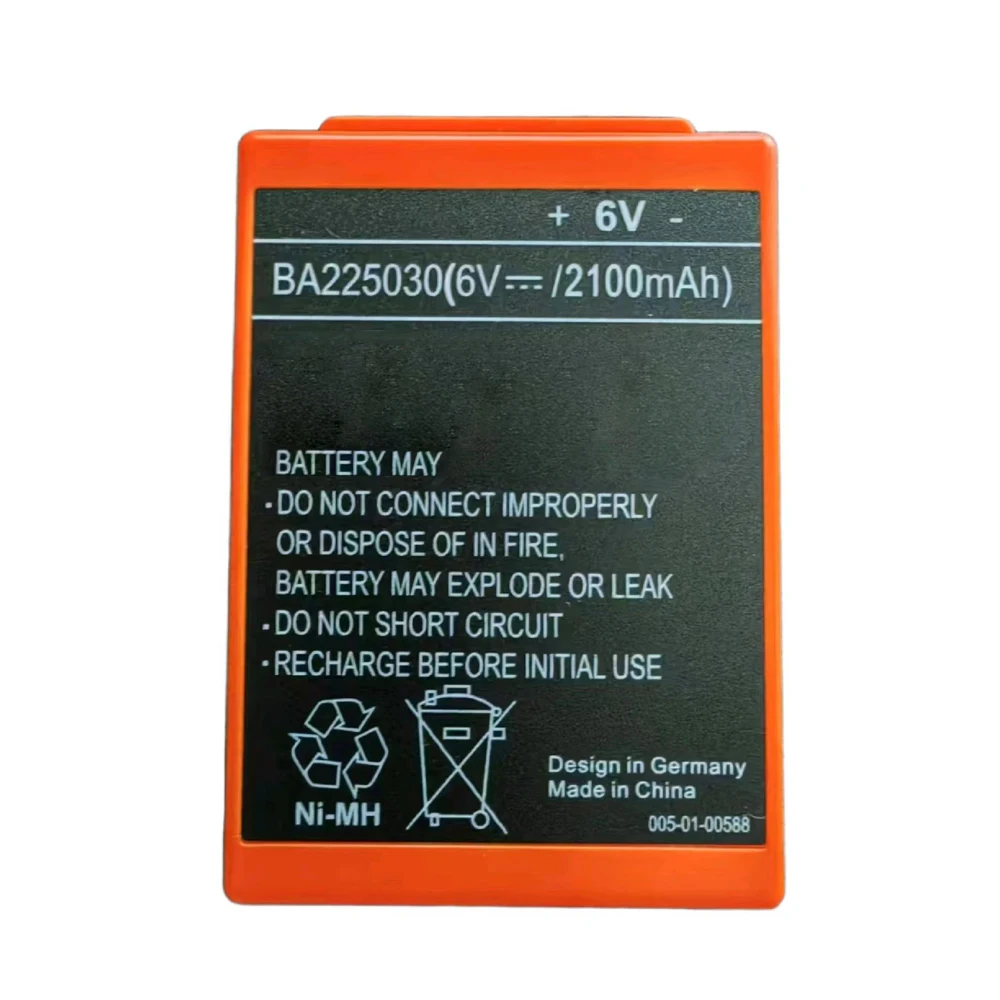 + 6V -
BA225030(6V⎓/2100mAh)
BATTERY MAY
·DO NOT CONNECT IMPROPERLY
OR DISPOSE OF IN FIRE,
BATTERY MAY EXPLODE OR LEAK
·DO NOT SHORT CIRCUIT
·RECHARGE BEFORE INITIAL USE
Ni-MH
Design in Germany
Made in China
005-01-00588